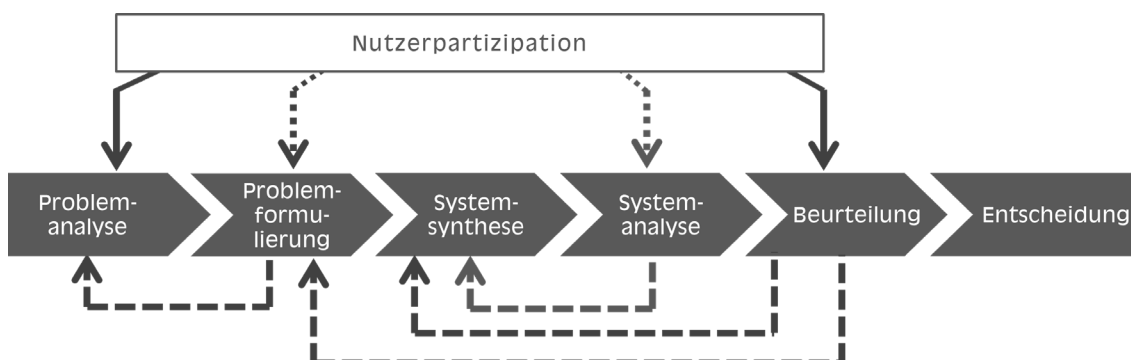 Nutzerpartizipation
Problem-
analyse
Problem-
formu-
lierung
System-
synthese
System-
analyse
Beurteilung
Entscheidung